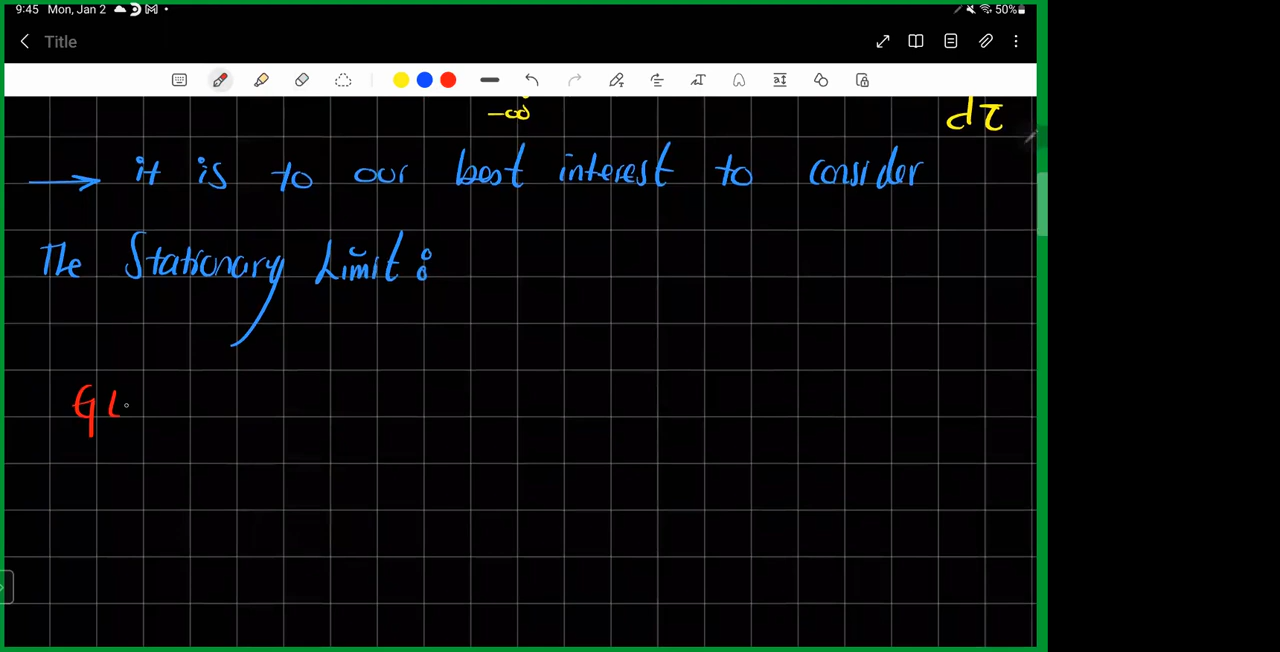 9:45 Mon, Jan 2 50%
Title
-∞ dτ
→ it is to our best interest to consider
The Stationary Limit:
G(